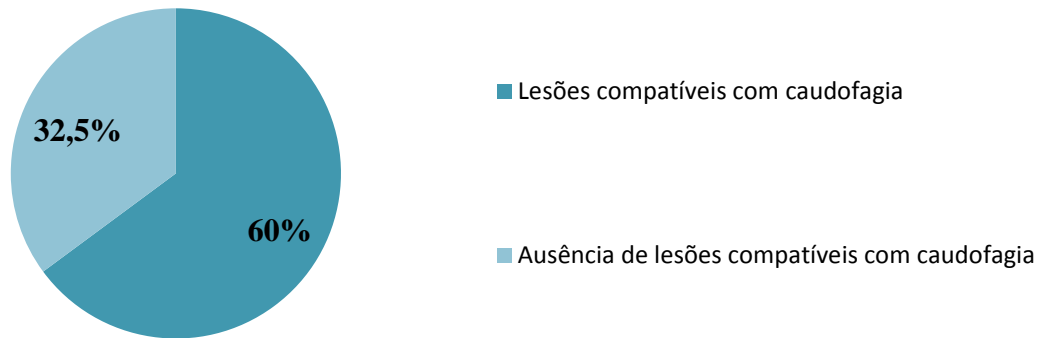 32,5%
60%
Lesões compatíveis com caudofagia
Ausência de lesões compatíveis com caudofagia